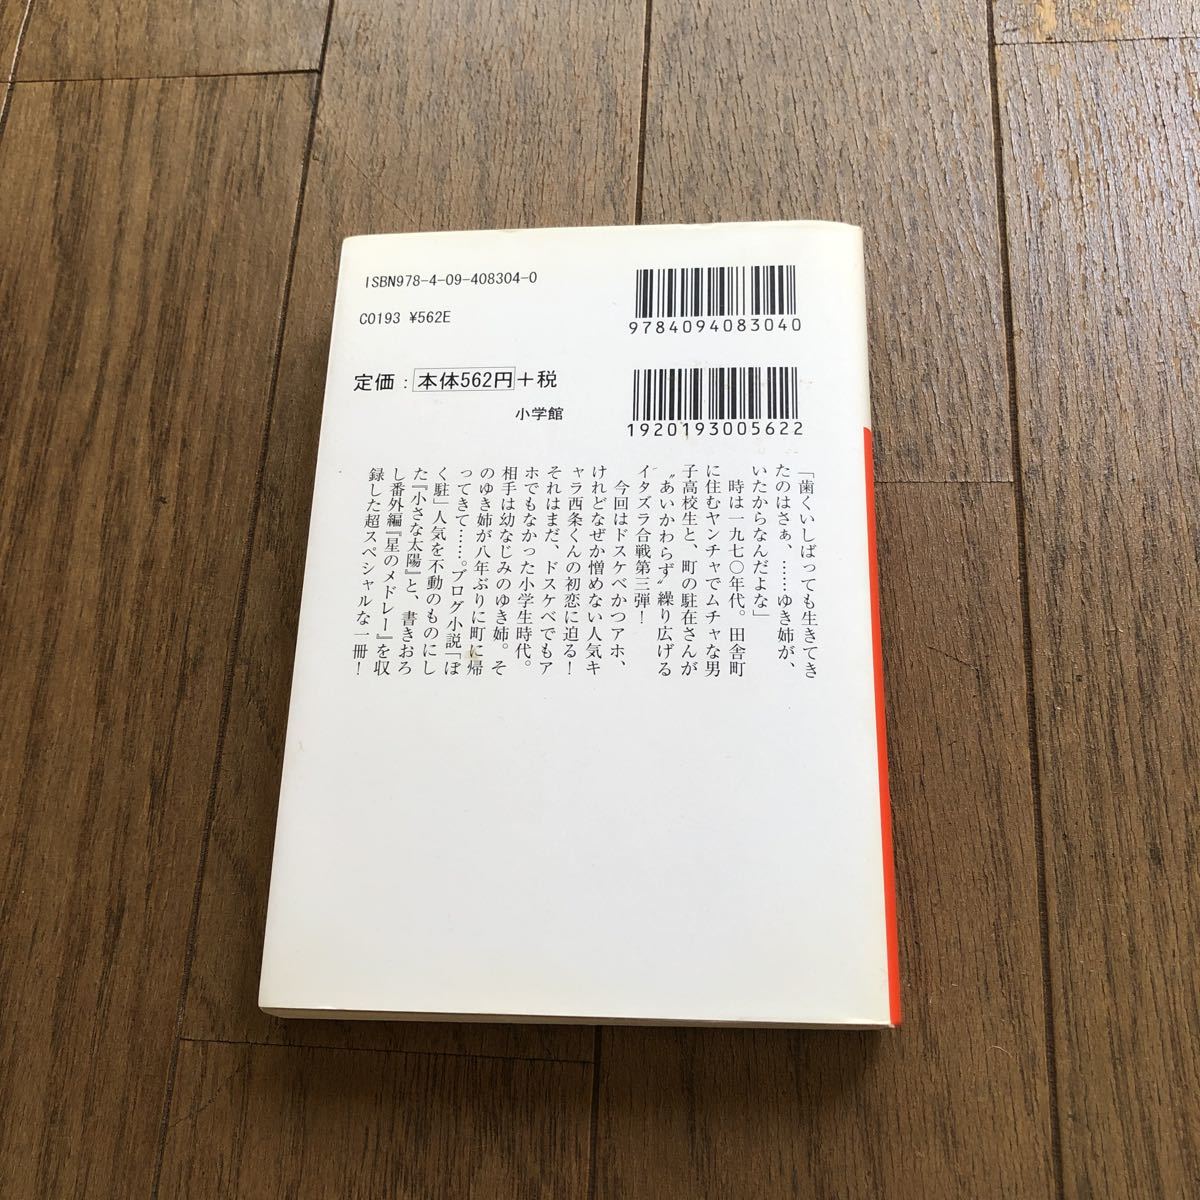 ISBN978-4-09-408304-0
C0193 ¥562E
9784094083040
定価：本体562円＋税
小学館
1920193005622
「歯くいしばっても生きてき
たのはさぁ、……ゆき姉が、
いたからなんだよな」
時は一九七〇年代。田舎町
に住むヤンチャでムチャな男
子高校生と、町の駐在さんが
〝あいかわらず〟繰り広げる
イタズラ合戦第三弾！
今回はドスケベかつアホ、
けれどなぜか憎めない人気キ
ャラ西条くんの初恋に迫る！
それはまだ、ドスケベでもア
ホでもなかった小学生時代。
相手は幼なじみのゆき姉。そ
のゆき姉が八年ぶりに町に帰
ってきて……。ブログ小説「ぼ
く駐」人気を不動のものにし
た『小さな太陽』と、書きおろ
し番外編『星のメドレー』を収
録した超スペシャルな一冊！